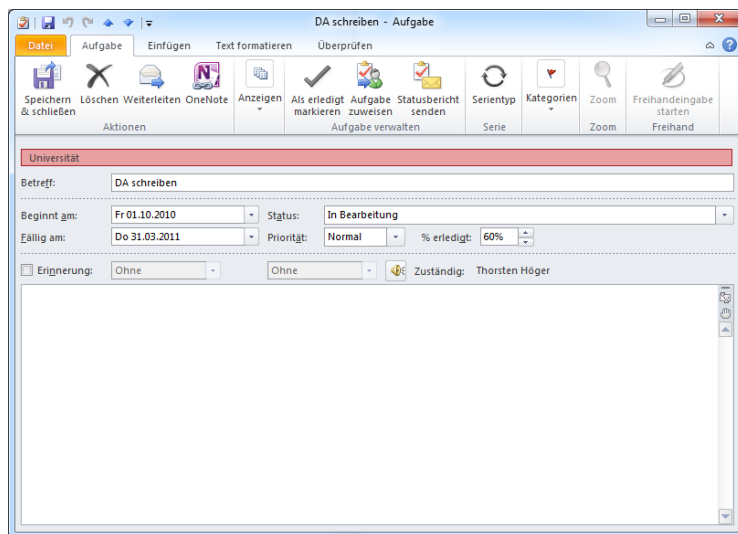 DA schreiben - Aufgabe
Datei Aufgabe Einfügen Text formatieren Überprüfen
Speichern & schließen Löschen Weiterleiten OneNote Anzeigen Als erledigt markieren Aufgabe zuweisen Statusbericht senden Serientyp Kategorien Zoom Freihandeingabe starten
Aktionen Aufgabe verwalten Serie Zoom Freihand
Universität
Betreff: DA schreiben
Beginnt am: Fr 01.10.2010 Status: In Bearbeitung
Fällig am: Do 31.03.2011 Priorität: Normal % erledigt: 60%
Erinnerung: Ohne Ohne Zuständig: Thorsten Höger